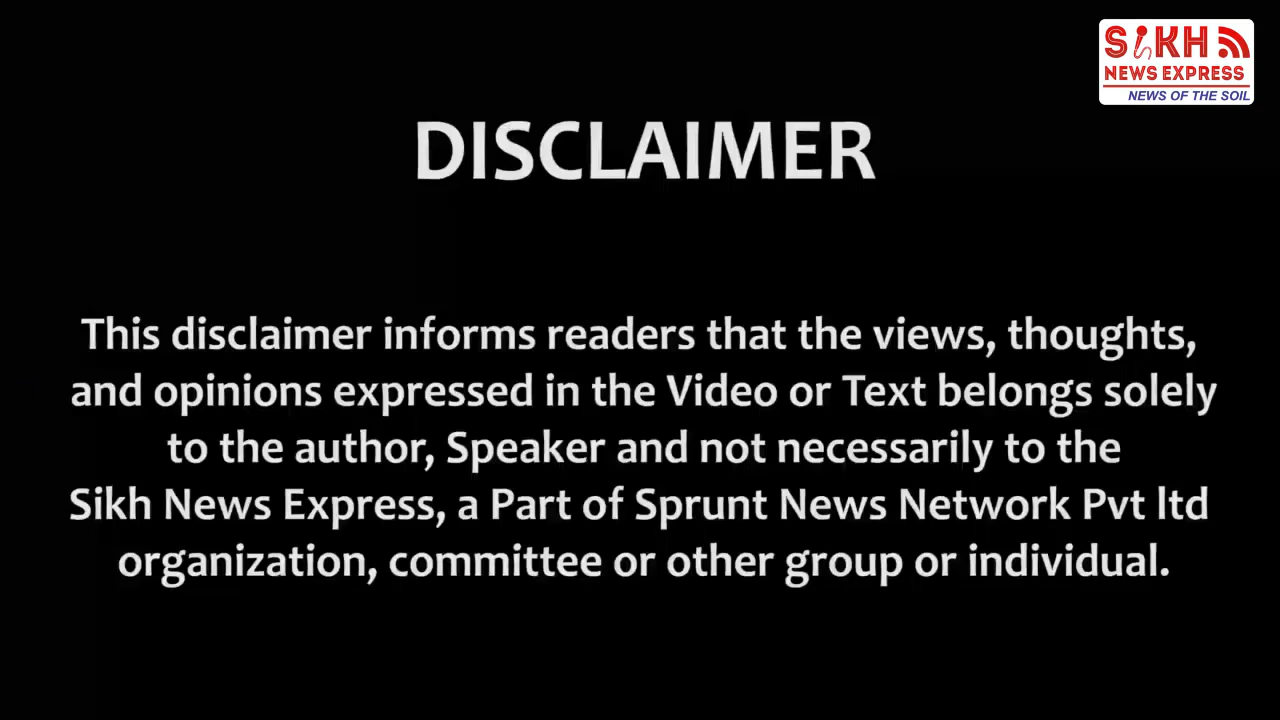 SIKH
NEWS EXPRESS
NEWS OF THE SOIL
DISCLAIMER
This disclaimer informs readers that the views, thoughts,
and opinions expressed in the Video or Text belongs solely
to the author, Speaker and not necessarily to the
Sikh News Express, a Part of Sprunt News Network Pvt ltd
organization, committee or other group or individual.